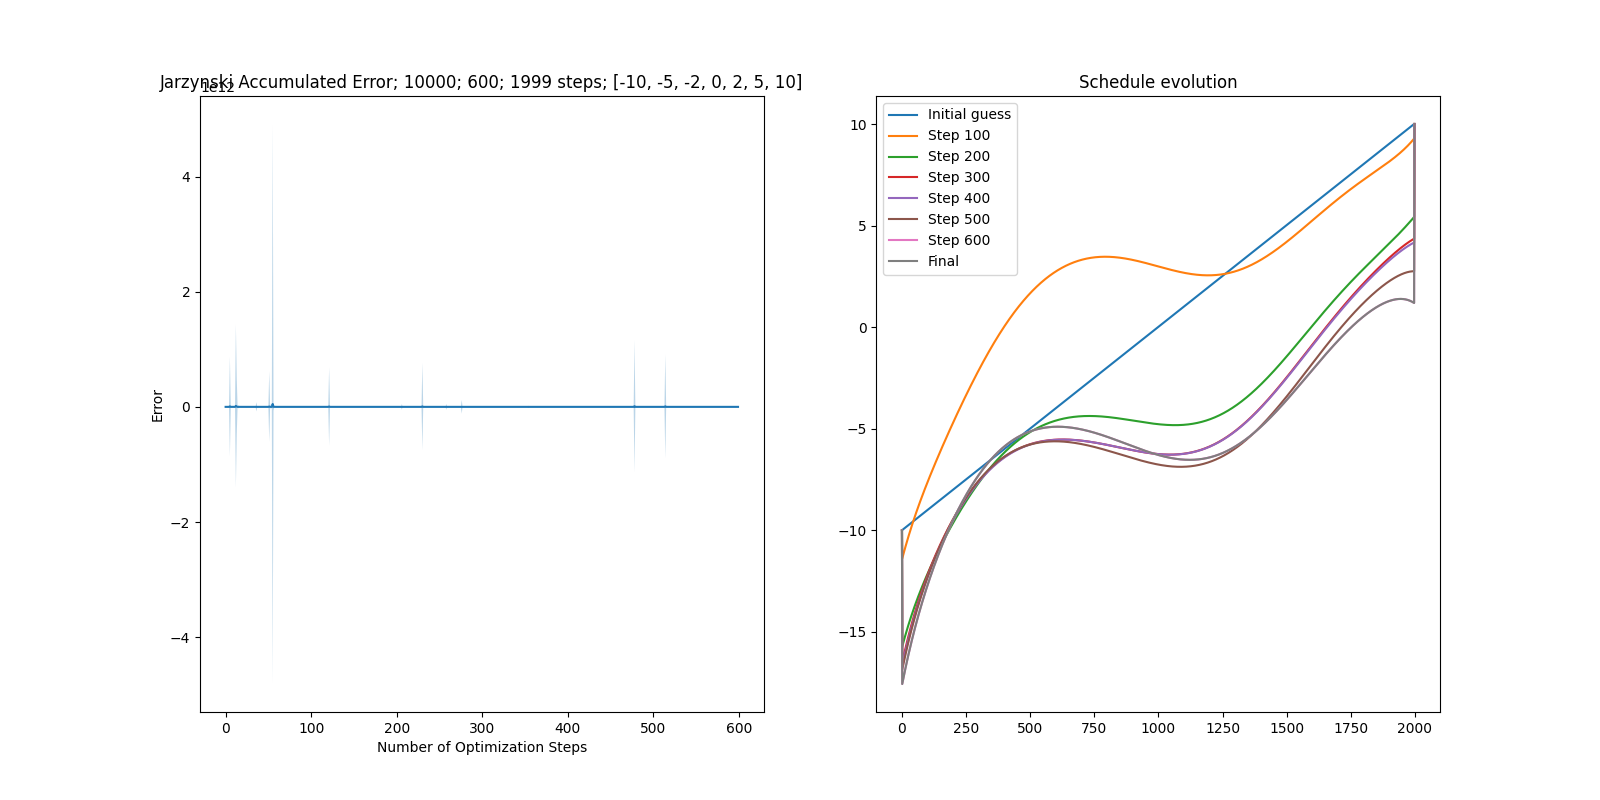 Jarzynski Accumulated Error; 10000; 600; 1999 steps; [-10, -5, -2, 0, 2, 5, 10]
1e12
4
2
0
−2
−4
Error
0 100 200 300 400 500 600
Number of Optimization Steps
Schedule evolution
Initial guess
Step 100
Step 200
Step 300
Step 400
Step 500
Step 600
Final
10
5
0
−5
−10
−15
0 250 500 750 1000 1250 1500 1750 2000